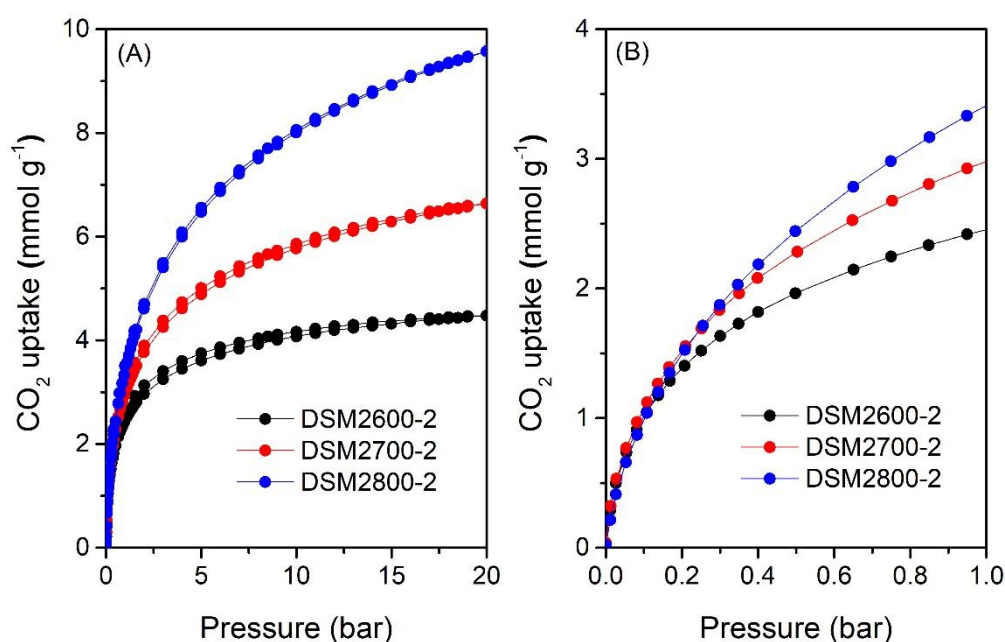 (A)
CO₂ uptake (mmol g⁻¹)
10
8
6
4
2
0
DSM2600-2
DSM2700-2
DSM2800-2
0 5 10 15 20
Pressure (bar)
(B)
CO₂ uptake (mmol g⁻¹)
4
3
2
1
0
DSM2600-2
DSM2700-2
DSM2800-2
0.0 0.2 0.4 0.6 0.8 1.0
Pressure (bar)